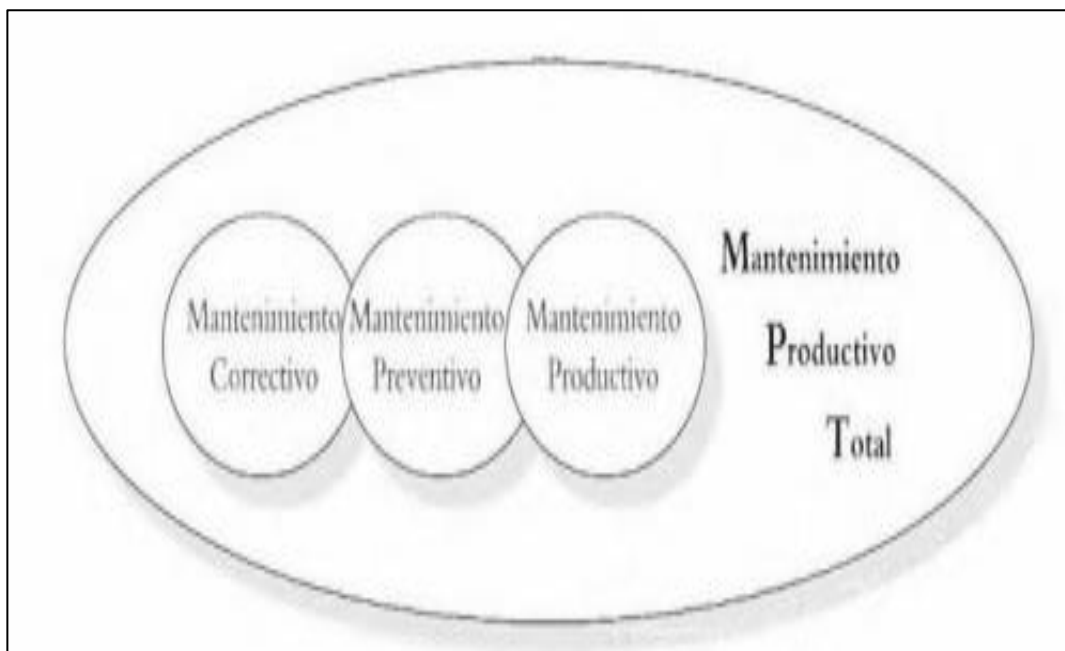 Mantenimiento
Correctivo
Mantenimiento
Preventivo
Mantenimiento
Productivo
Mantenimiento
Productivo
Total